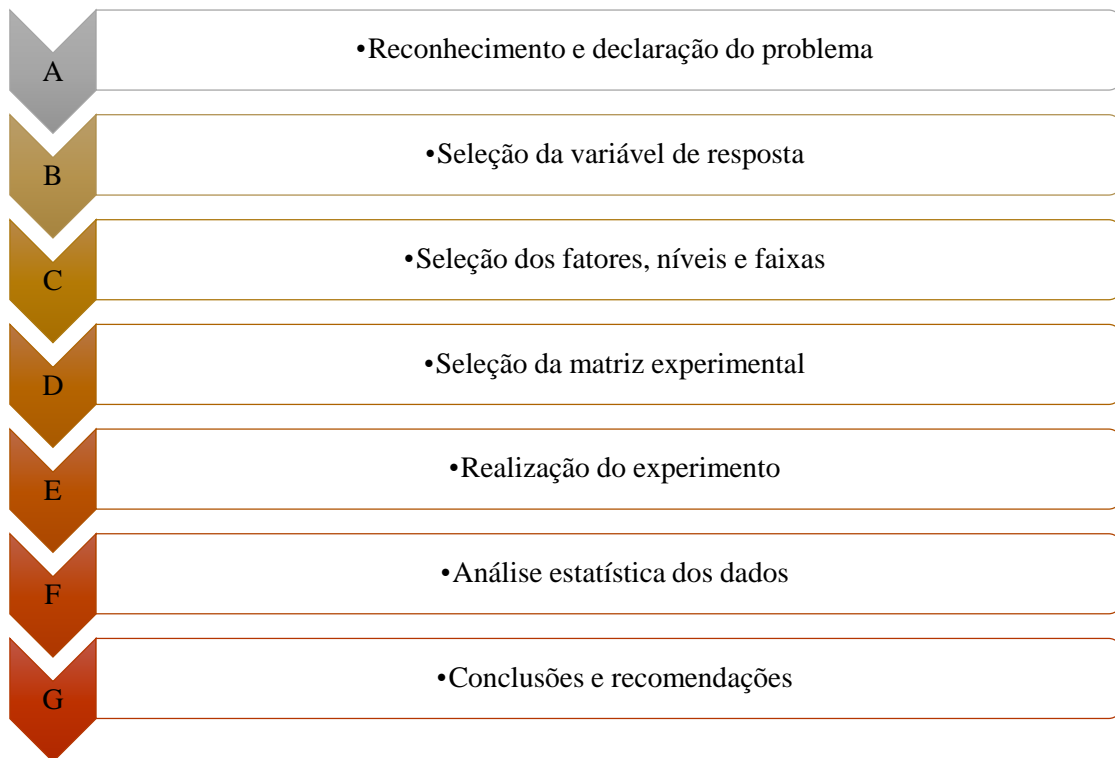 A
•Reconhecimento e declaração do problema
B
•Seleção da variável de resposta
C
•Seleção dos fatores, níveis e faixas
D
•Seleção da matriz experimental
E
•Realização do experimento
F
•Análise estatística dos dados
G
•Conclusões e recomendações